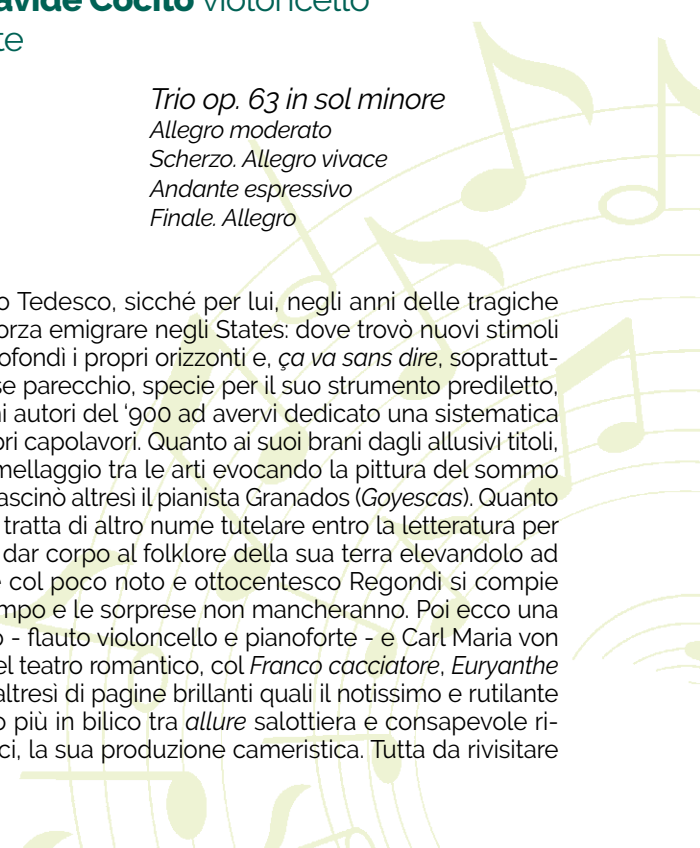 avide Cocito violoncello
te
Trio op. 63 in sol minore
Allegro moderato
Scherzo. Allegro vivace
Andante espressivo
Finale. Allegro
o Tedesco, sicché per lui, negli anni delle tragiche
orza emigrare negli States: dove trovò nuovi stimoli
ofondì i propri orizzonti e, ça va sans dire, soprattut-
se parecchio, specie per il suo strumento prediletto,
ni autori del ‘900 ad avervi dedicato una sistematica
pri capolavori. Quanto ai suoi brani dagli allusivi titoli,
mellaggio tra le arti evocando la pittura del sommo
ascinò altresì il pianista Granados (Goyescas). Quanto
tratta di altro nume tutelare entro la letteratura per
dar corpo al folklore della sua terra elevandolo ad
e col poco noto e ottocentesco Regondi si compie
mpo e le sorprese non mancheranno. Poi ecco una
o - flauto violoncello e pianoforte - e Carl Maria von
el teatro romantico, col Franco cacciatore, Euryanthe
altresì di pagine brillanti quali il notissimo e rutilante
o più in bilico tra allure salottiera e consapevole ri-
ci, la sua produzione cameristica. Tutta da rivisitare